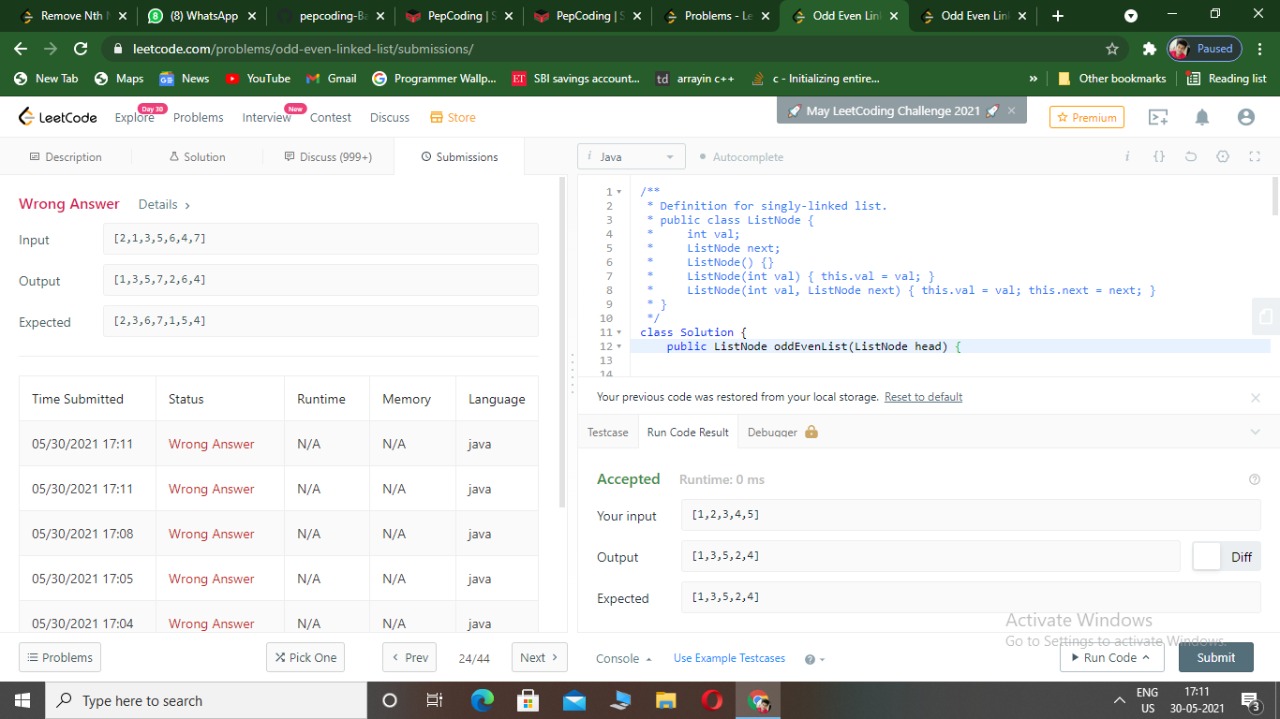 Remove Nth N
(8) WhatsApp
pepcoding-Ba
PepCoding | S
PepCoding | S
Problems - Le
Odd Even Lin
Odd Even Link
leetcode.com/problems/odd-even-linked-list/submissions/
Paused
New Tab
Maps
News
YouTube
Gmail
Programmer Wallp...
ET SBI savings account...
td arrayin c++
c - Initializing entire...
»
Other bookmarks
Reading list
LeetCode
Explore
Day 30
Problems
Interview
New
Contest
Discuss
Store
🚀 May LeetCoding Challenge 2021 🚀 ×
Premium
Description
Solution
Discuss (999+)
Submissions
i Java
Autocomplete
i {}
Wrong Answer Details >
Input [2,1,3,5,6,4,7]
Output [1,3,5,7,2,6,4]
Expected [2,3,6,7,1,5,4]
Time Submitted Status Runtime Memory Language
05/30/2021 17:11 Wrong Answer N/A N/A java
05/30/2021 17:11 Wrong Answer N/A N/A java
05/30/2021 17:08 Wrong Answer N/A N/A java
05/30/2021 17:05 Wrong Answer N/A N/A java
05/30/2021 17:04 Wrong Answer N/A N/A java
1 /**
2 * Definition for singly-linked list.
3 * public class ListNode {
4 * int val;
5 * ListNode next;
6 * ListNode() {}
7 * ListNode(int val) { this.val = val; }
8 * ListNode(int val, ListNode next) { this.val = val; this.next = next; }
9 * }
10 */
11 class Solution {
12 public ListNode oddEvenList(ListNode head) {
13
14
Your previous code was restored from your local storage. Reset to default
Testcase Run Code Result Debugger
Accepted Runtime: 0 ms
Your input [1,2,3,4,5]
Output [1,3,5,2,4] Diff
Expected [1,3,5,2,4]
Activate Windows
Go to Settings to activate Windows.
Problems
Pick One
< Prev
24/44
Next >
Console
Use Example Testcases
Run Code
Submit
Type here to search
ENG
US
17:11
30-05-2021
3